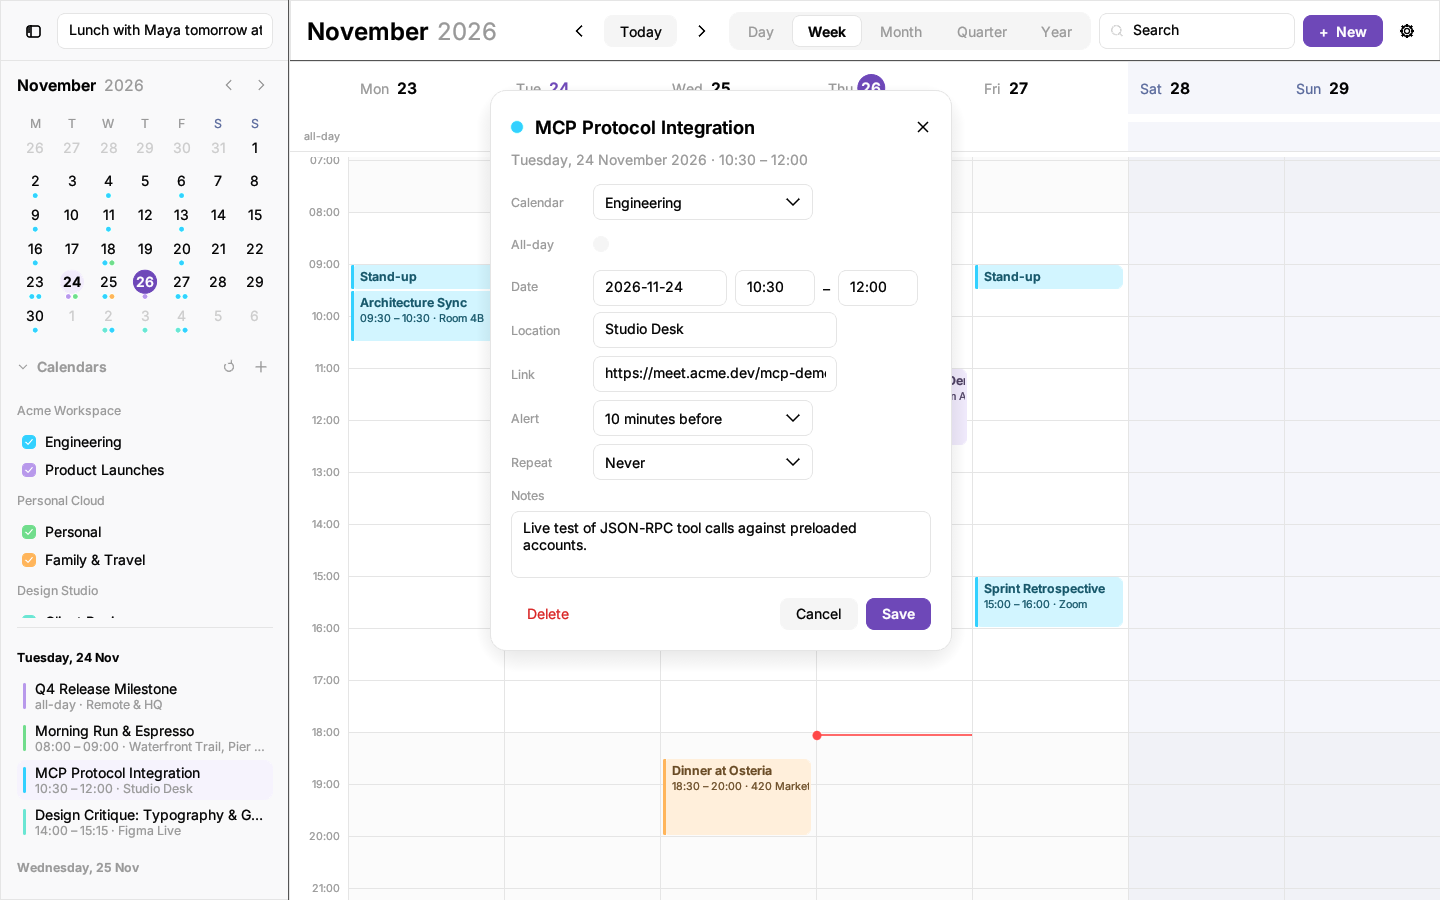 Lunch with Maya tomorrow at
November 2026
Today
Day
Week
Month
Quarter
Year
Search
+ New
November 2026
M T W T F S S
26 27 28 29 30 31 1
2 3 4 5 6 7 8
9 10 11 12 13 14 15
16 17 18 19 20 21 22
23 24 25 26 27 28 29
30 1 2 3 4 5 6
Calendars
Acme Workspace
Engineering
Product Launches
Personal Cloud
Personal
Family & Travel
Design Studio
Tuesday, 24 Nov
Q4 Release Milestone
all-day · Remote & HQ
Morning Run & Espresso
08:00 – 09:00 · Waterfront Trail, Pier ...
MCP Protocol Integration
10:30 – 12:00 · Studio Desk
Design Critique: Typography & G...
14:00 – 15:15 · Figma Live
Wednesday, 25 Nov
Mon 23
Tue 24
Wed 25
Thu 26
Fri 27
Sat 28
Sun 29
all-day
07:00
08:00
09:00
10:00
11:00
12:00
13:00
14:00
15:00
16:00
17:00
18:00
19:00
20:00
21:00
Stand-up
Architecture Sync
09:30 – 10:30 · Room 4B
Stand-up
Sprint Retrospective
15:00 – 16:00 · Zoom
Dinner at Osteria
18:30 – 20:00 · 420 Market
MCP Protocol Integration
Tuesday, 24 November 2026 · 10:30 – 12:00
Calendar
Engineering
All-day
Date
2026-11-24
10:30
–
12:00
Location
Studio Desk
Link
https://meet.acme.dev/mcp-demo
Alert
10 minutes before
Repeat
Never
Notes
Live test of JSON-RPC tool calls against preloaded
accounts.
Delete
Cancel
Save